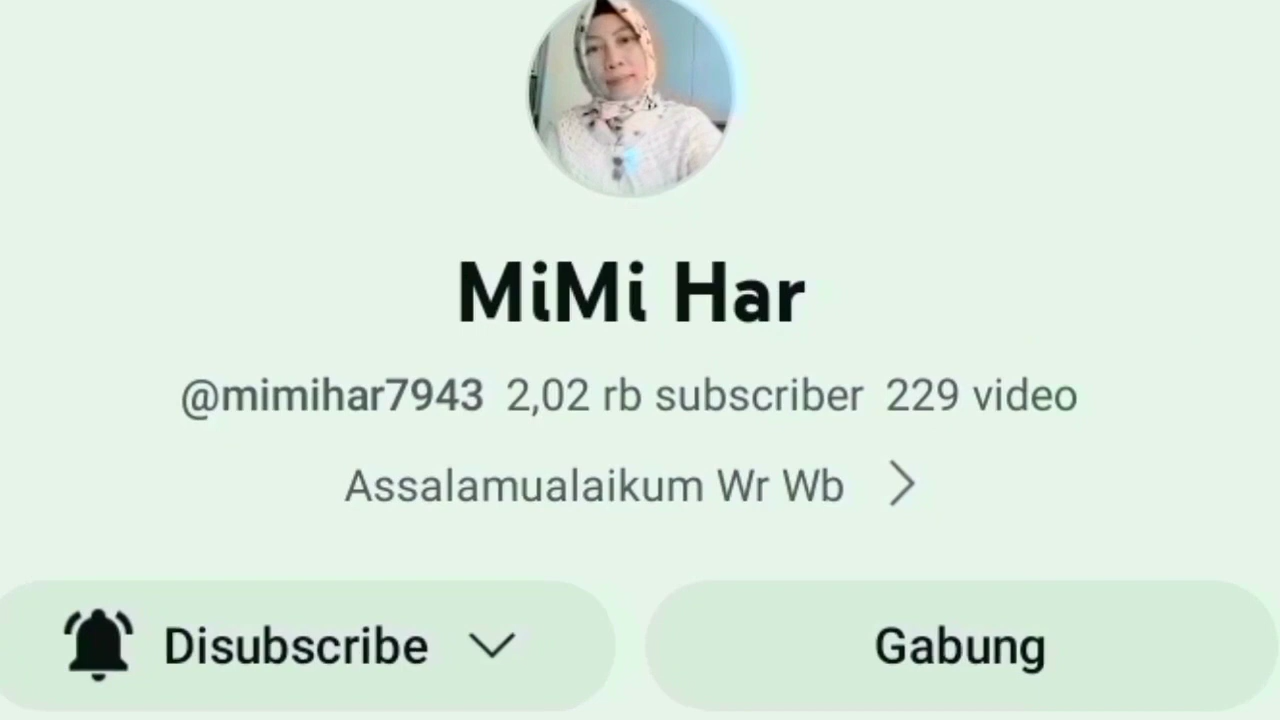 MiMi Har
@mimihar7943 2,02 rb subscriber 229 video
Assalamualaikum Wr Wb
Disubscribe
Gabung